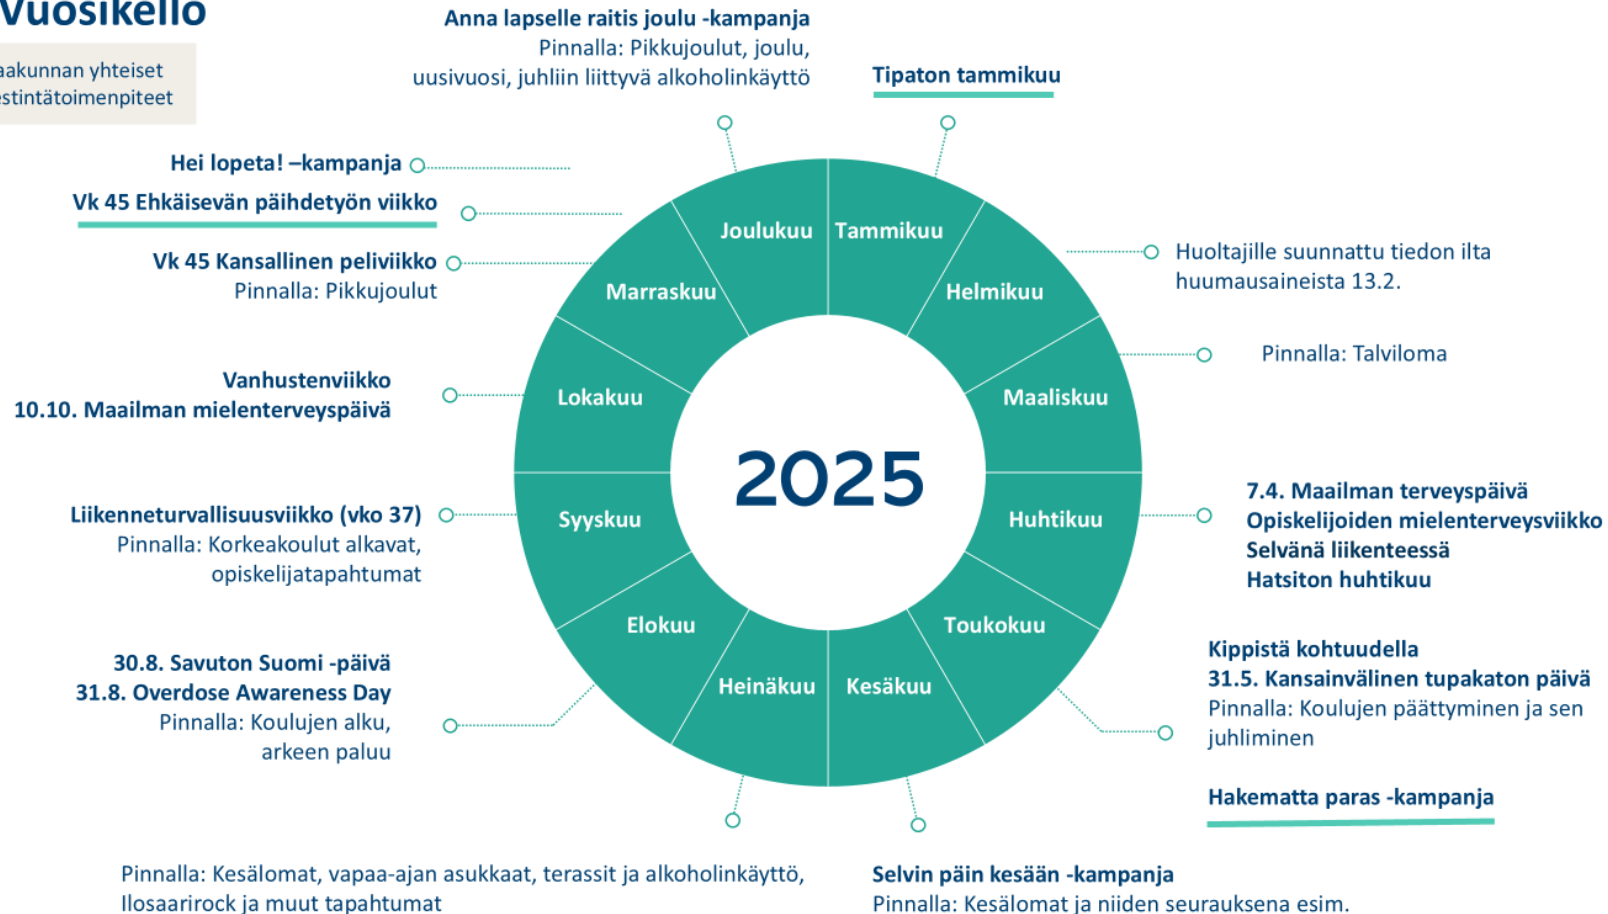 Vuosikello
aakunnan yhteiset
estintätoimenpiteet
Anna lapselle raitis joulu -kampanja
Pinnalla: Pikkujoulut, joulu,
uusivuosi, juhliin liittyvä alkoholinkäyttö
Tipaton tammikuu
Hei lopeta! –kampanja
Vk 45 Ehkäisevän päihdetyön viikko
Vk 45 Kansallinen peliviikko
Pinnalla: Pikkujoulut
Vanhustenviikko
10.10. Maailman mielenterveyspäivä
Liikenneturvallisuusviikko (vko 37)
Pinnalla: Korkeakoulut alkavat,
opiskelijatapahtumat
30.8. Savuton Suomi -päivä
31.8. Overdose Awareness Day
Pinnalla: Koulujen alku,
arkeen paluu
Joulukuu
Tammikuu
Marraskuu
Helmikuu
Lokakuu
Maaliskuu
2025
Syyskuu
Huhtikuu
Elokuu
Toukokuu
Heinäkuu
Kesäkuu
Huoltajille suunnattu tiedon ilta
huumausaineista 13.2.
Pinnalla: Talviloma
7.4. Maailman terveyspäivä
Opiskelijoiden mielenterveysviikko
Selvänä liikenteessä
Hatsiton huhtikuu
Kippistä kohtuudella
31.5. Kansainvälinen tupakaton päivä
Pinnalla: Koulujen päättyminen ja sen
juhliminen
Hakematta paras -kampanja
Pinnalla: Kesälomat, vapaa-ajan asukkaat, terassit ja alkoholinkäyttö,
Ilosaarirock ja muut tapahtumat
Selvin päin kesään -kampanja
Pinnalla: Kesälomat ja niiden seurauksena esim.